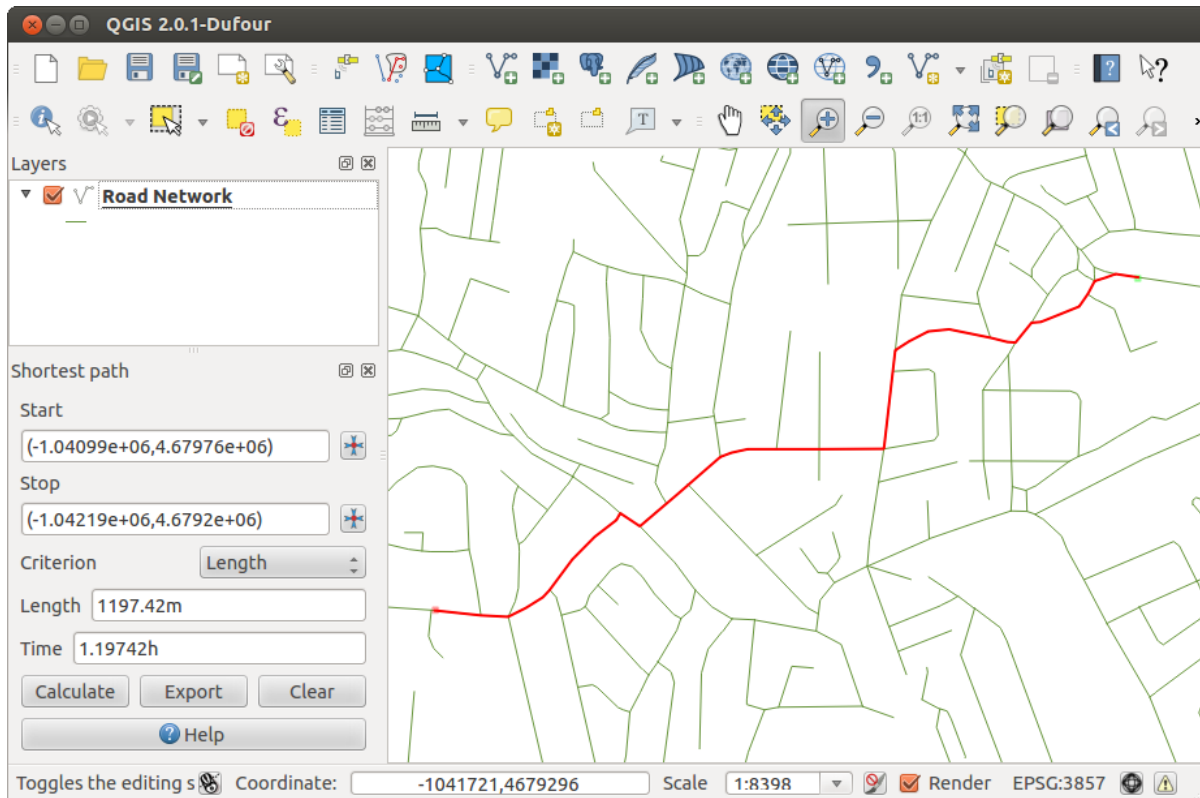 QGIS 2.0.1-Dufour
1:1
T
Layers
Road Network
Shortest path
Start
(-1.04099e+06,4.67976e+06)
Stop
(-1.04219e+06,4.6792e+06)
Criterion Length
Length 1197.42m
Time 1.19742h
Calculate Export Clear
Help
Toggles the editing s Coordinate: -1041721,4679296 Scale 1:8398 Render EPSG:3857